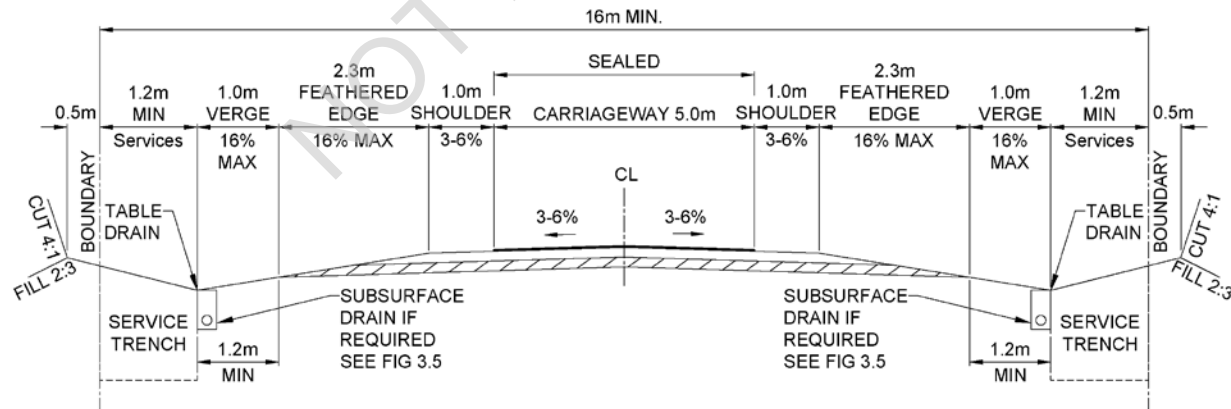 NOT
16m MIN.
SEALED
0.5m
1.2m
MIN
Services
1.0m
VERGE
16%
MAX
2.3m
FEATHERED
EDGE
16% MAX
1.0m
SHOULDER
3-6%
CARRIAGEWAY 5.0m
1.0m
SHOULDER
3-6%
2.3m
FEATHERED
EDGE
16% MAX
1.0m
VERGE
16%
MAX
1.2m
MIN
Services
0.5m
BOUNDARY
CUT 4:1
FILL 2:3
TABLE
DRAIN
CL
3-6%
3-6%
TABLE
DRAIN
BOUNDARY
CUT 4:1
FILL 2:3
SERVICE
TRENCH
1.2m
MIN
SUBSURFACE
DRAIN IF
REQUIRED
SEE FIG 3.5
SUBSURFACE
DRAIN IF
REQUIRED
SEE FIG 3.5
1.2m
MIN
SERVICE
TRENCH